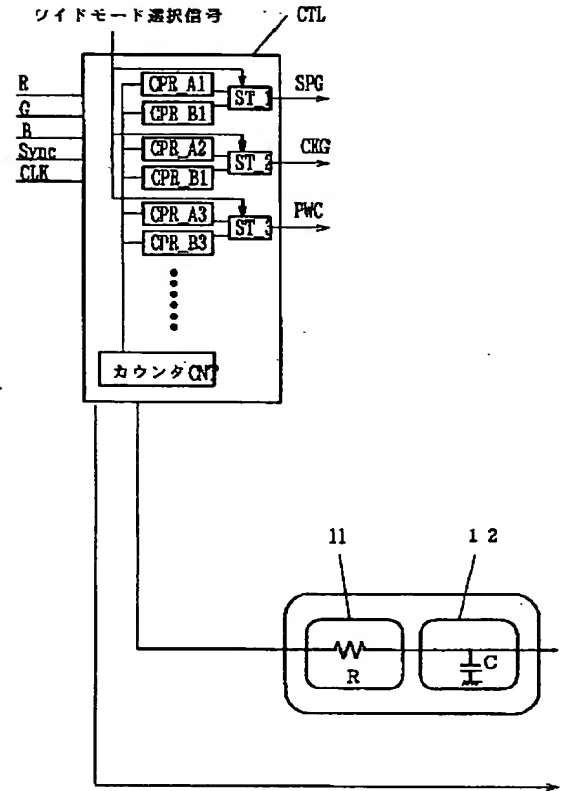 ワイドモード選択信号
CTL
R
G
B
Sync
CLK
CPR_A1
CPR_B1
ST_1
SPG
CPR_A2
CPR_B1
ST_2
CKG
CPR_A3
CPR_B3
ST_3
PWC
カウンタCNT
11
12
R
C